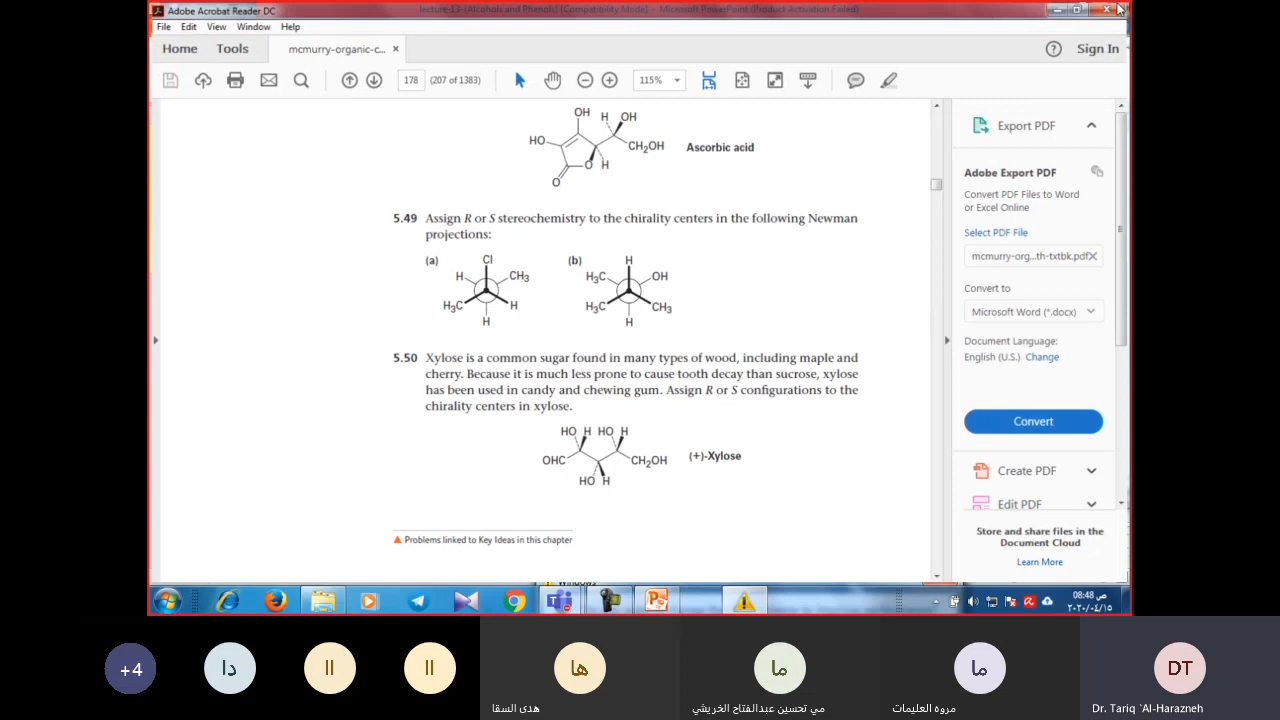 lecture-13-(Alcohols and Phenols) [Compatibility Mode] - Microsoft PowerPoint (Product Activation Failed)
Adobe Acrobat Reader DC
File Edit View Window Help
Home Tools mcmurry-organic-c... × Sign In
178 (207 of 1383) 115%
OH H OH
HO CH2OH Ascorbic acid
O H
O
Export PDF
Adobe Export PDF
Convert PDF Files to Word
or Excel Online
Select PDF File
mcmurry-org...th-txtbk.pdf
Convert to
Microsoft Word (*.docx)
Document Language:
English (U.S.) Change
Convert
Create PDF
Edit PDF
Store and share files in the
Document Cloud
Learn More
5.49 Assign R or S stereochemistry to the chirality centers in the following Newman
projections:
(a) Cl (b) H
H CH3 H3C OH
H3C H H3C CH3
H H
5.50 Xylose is a common sugar found in many types of wood, including maple and
cherry. Because it is much less prone to cause tooth decay than sucrose, xylose
has been used in candy and chewing gum. Assign R or S configurations to the
chirality centers in xylose.
HO H HO H
OHC CH2OH (+)-Xylose
HO H
Problems linked to Key Ideas in this chapter
08:48 ص
٢٠٢٠/٠٤/١٥
+4 دا اا اا ها ما ما DT
هدى السقا
مي تحسين عبدالفتاح الخريشي
مروه العليمات
Dr. Tariq `Al-Harazneh